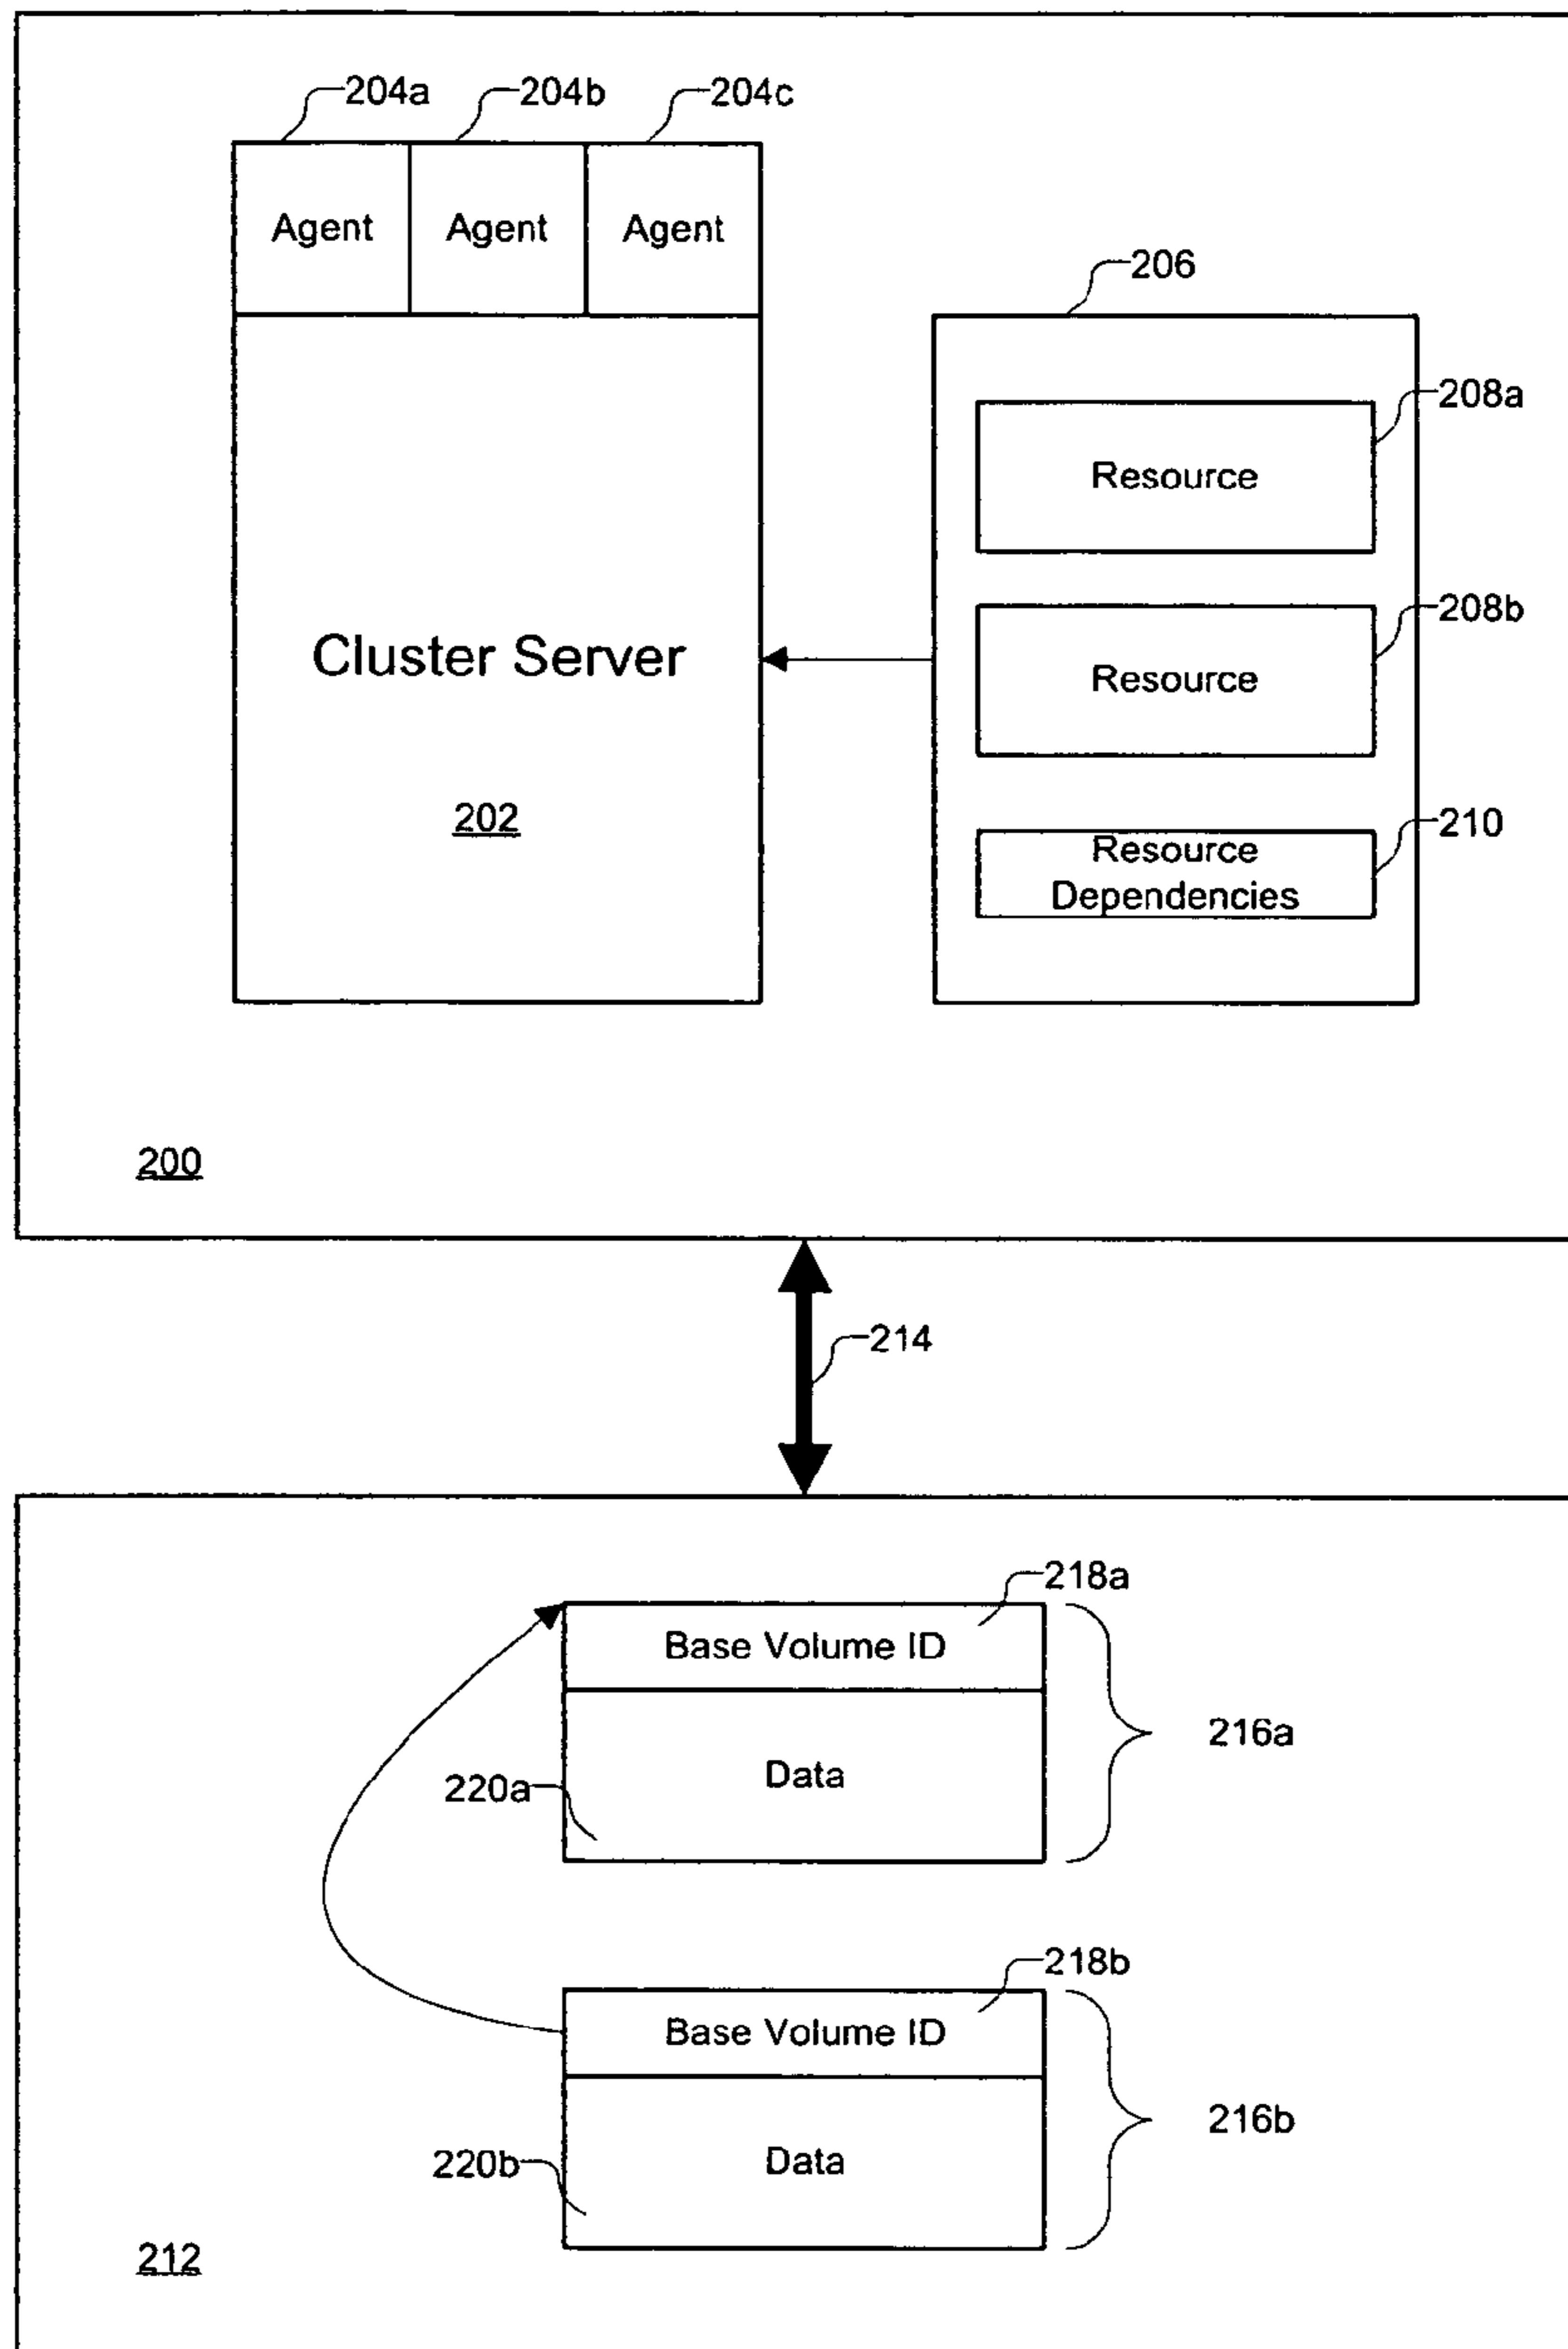 204a
204b
204c
Agent
Agent
Agent
206
208a
Resource
208b
Resource
Cluster Server
202
210
Resource
Dependencies
200
214
218a
Base Volume ID
216a
Data
220a
218b
Base Volume ID
216b
Data
220b
212